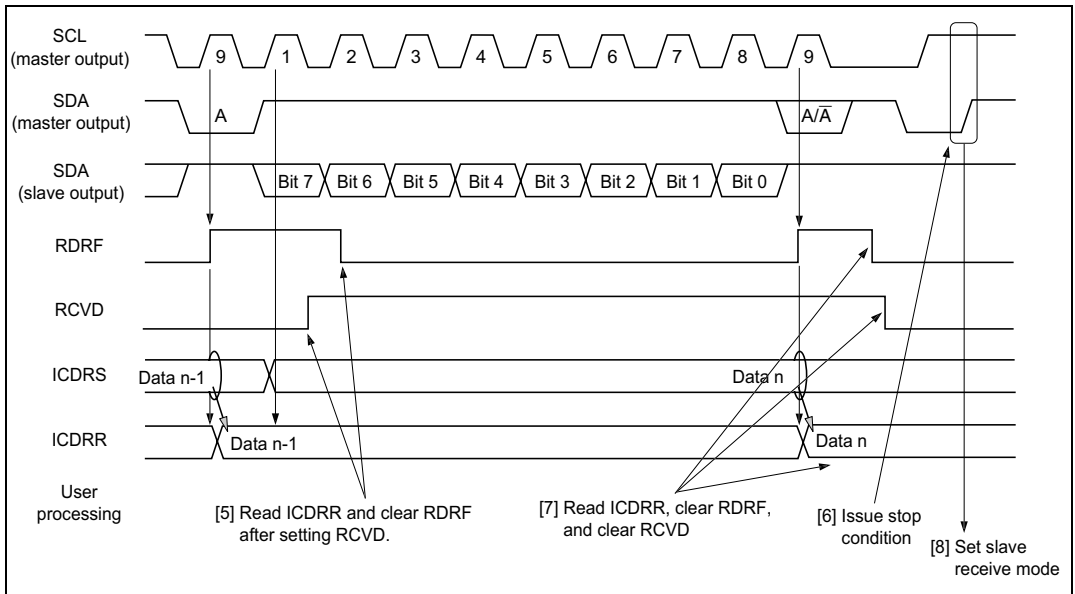 SCL
(master output)
9 1 2 3 4 5 6 7 8 9
SDA
(master output)
A A/A̅
SDA
(slave output)
Bit 7 Bit 6 Bit 5 Bit 4 Bit 3 Bit 2 Bit 1 Bit 0
RDRF
RCVD
ICDRS
Data n-1 Data n
ICDRR
Data n-1 Data n
User
processing
[5] Read ICDRR and clear RDRF
after setting RCVD.
[7] Read ICDRR, clear RDRF,
and clear RCVD
[6] Issue stop
condition
[8] Set slave
receive mode